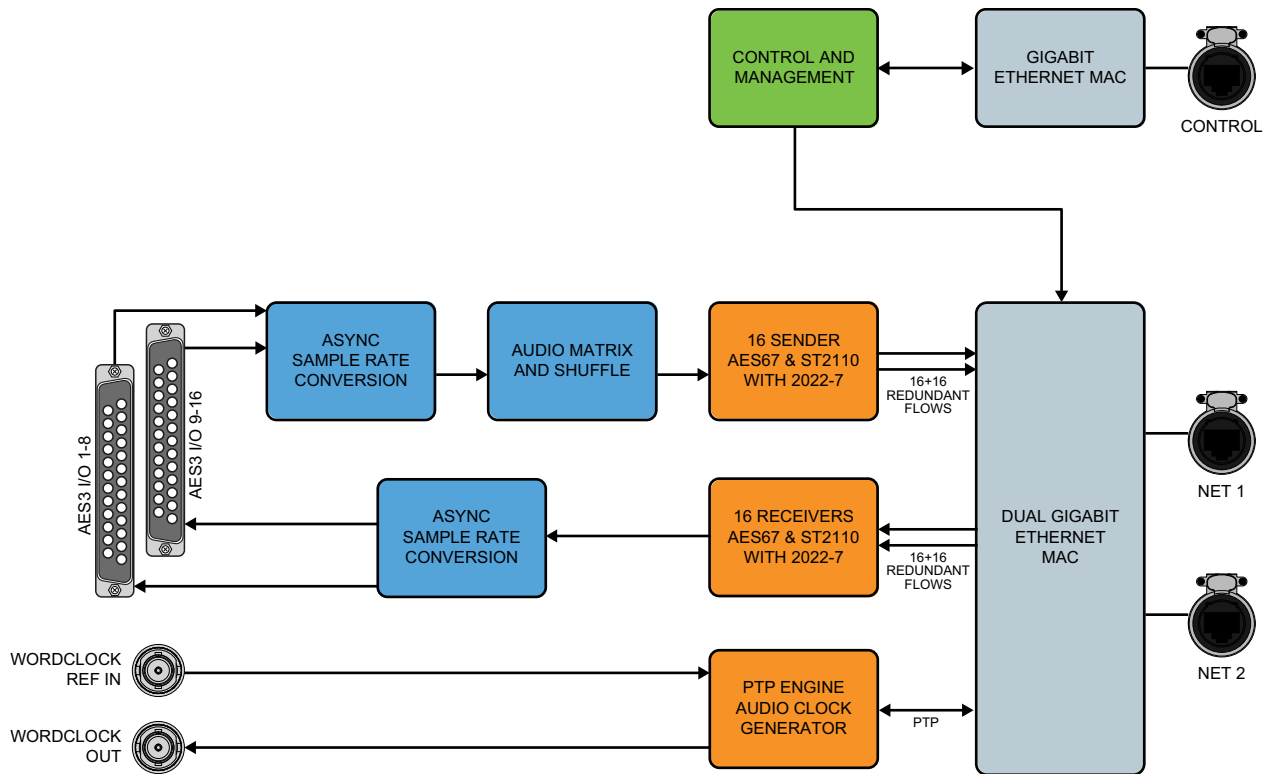 CONTROL AND
MANAGEMENT
GIGABIT
ETHERNET MAC
CONTROL
ASYNC
SAMPLE RATE
CONVERSION
AUDIO MATRIX
AND SHUFFLE
16 SENDER
AES67 & ST2110
WITH 2022-7
16+16
REDUNDANT
FLOWS
AES3 I/O 1-8
AES3 I/O 9-16
NET 1
ASYNC
SAMPLE RATE
CONVERSION
16 RECEIVERS
AES67 & ST2110
WITH 2022-7
16+16
REDUNDANT
FLOWS
DUAL GIGABIT
ETHERNET
MAC
WORDCLOCK
REF IN
PTP ENGINE
AUDIO CLOCK
GENERATOR
PTP
NET 2
WORDCLOCK
OUT